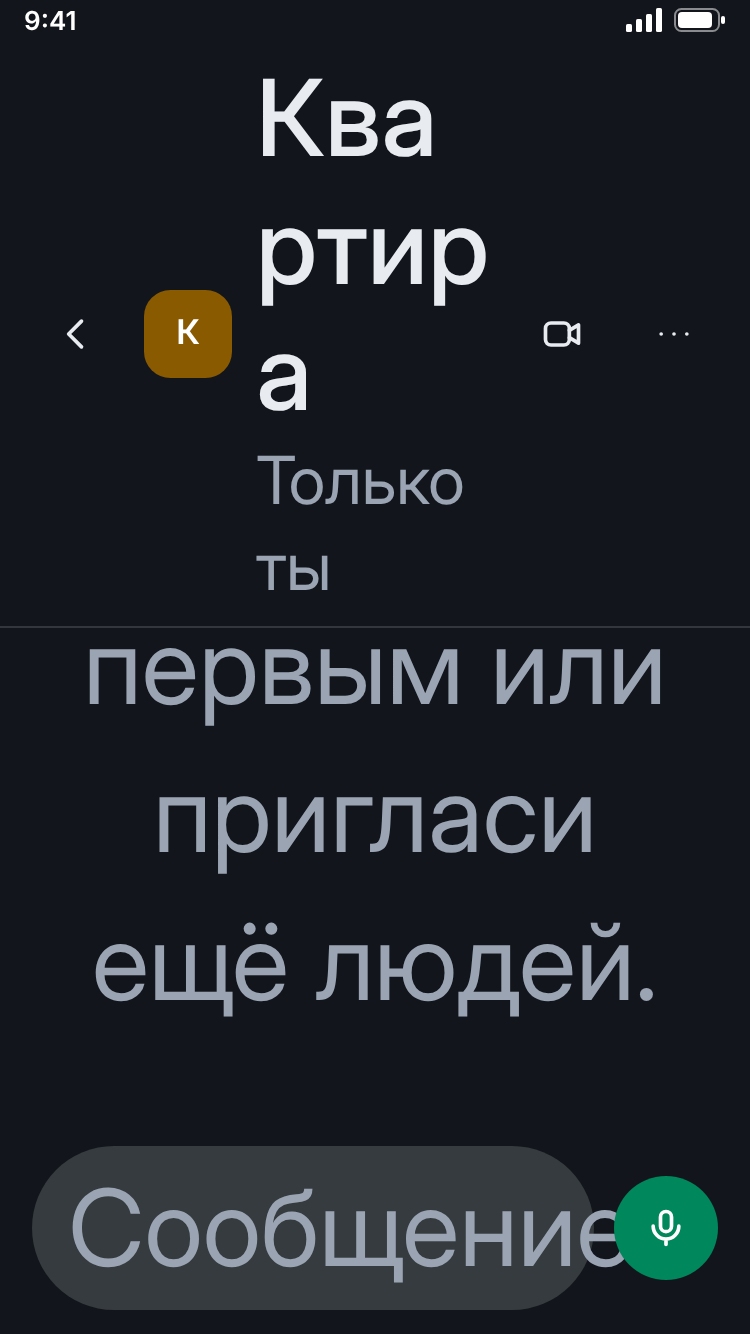 9:41
Ква
ртир
а
К
Только
ты
первым или
пригласи
ещё людей.
Сообщение